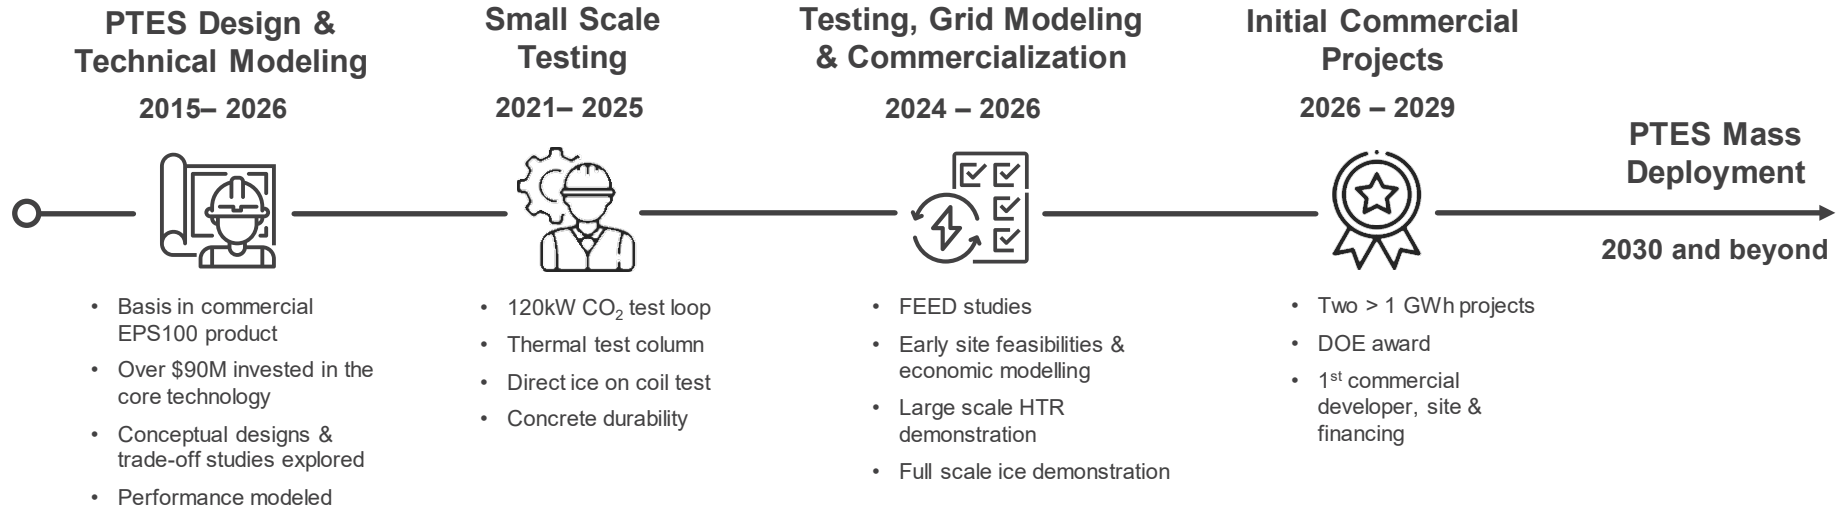 PTES Design &
Technical Modeling
2015– 2026
• Basis in commercial
EPS100 product
• Over $90M invested in the
core technology
• Conceptual designs &
trade-off studies explored
• Performance modeled
Small Scale
Testing
2021– 2025
• 120kW CO₂ test loop
• Thermal test column
• Direct ice on coil test
• Concrete durability
Testing, Grid Modeling
& Commercialization
2024 – 2026
• FEED studies
• Early site feasibilities &
economic modelling
• Large scale HTR
demonstration
• Full scale ice demonstration
Initial Commercial
Projects
2026 – 2029
• Two > 1 GWh projects
• DOE award
• 1ˢᵗ commercial
developer, site &
financing
PTES Mass
Deployment
2030 and beyond